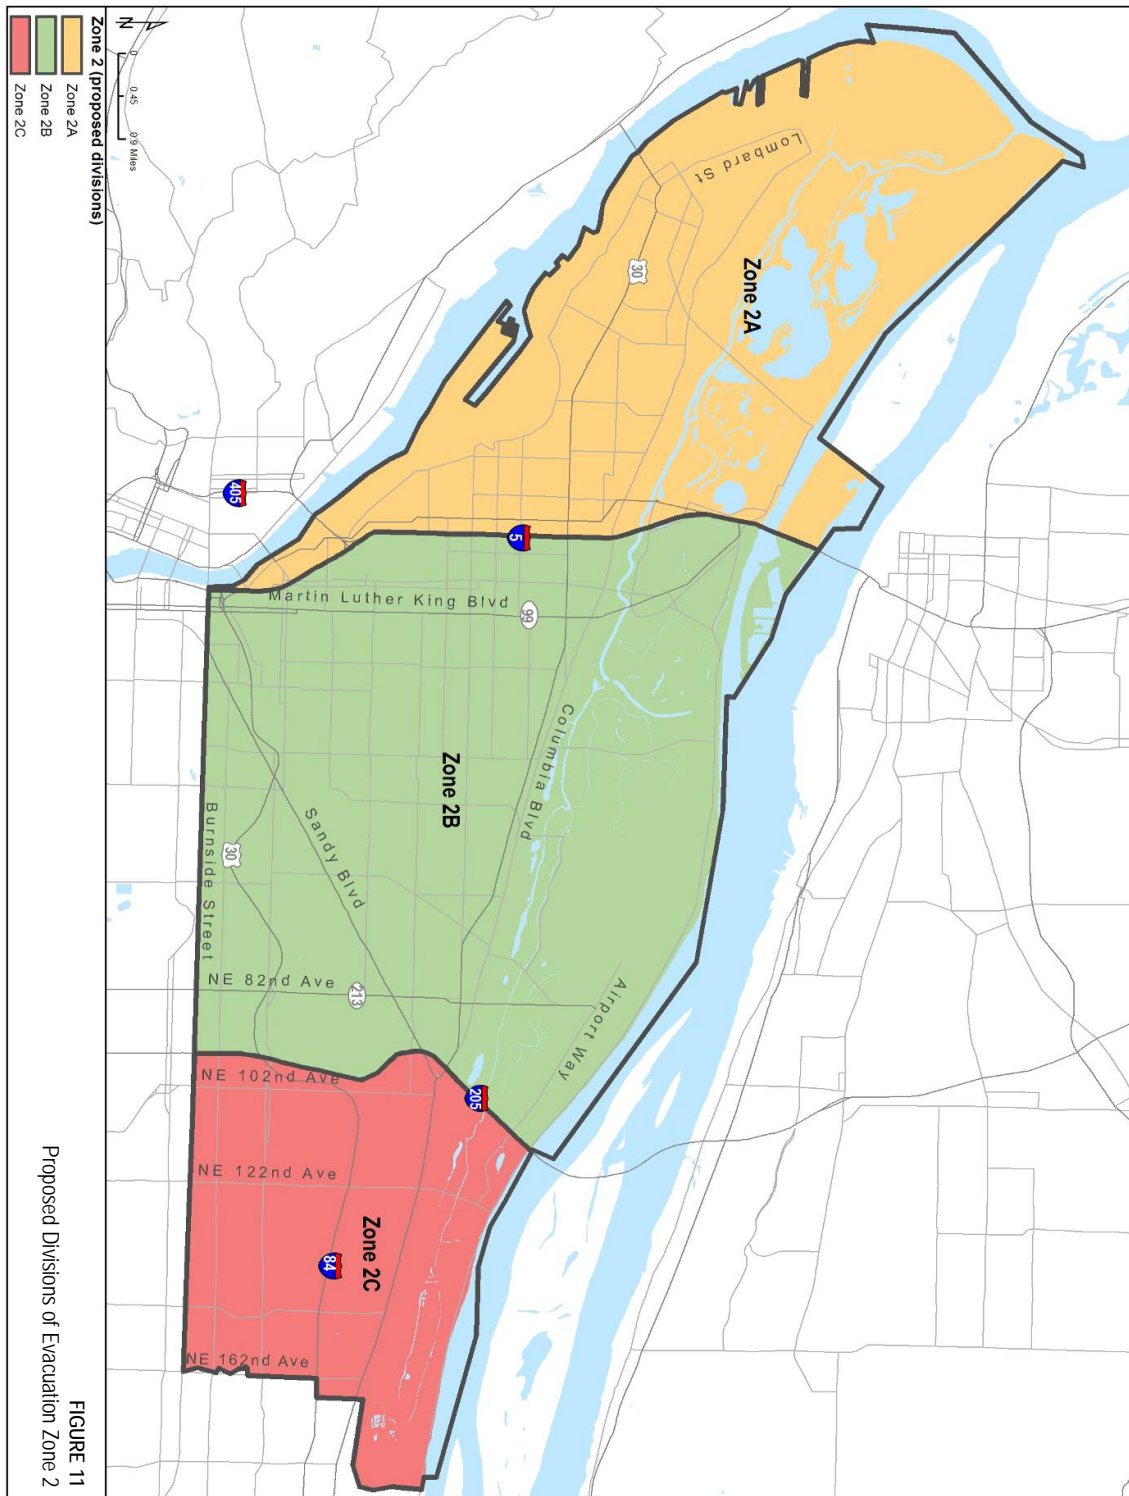 Zone 2A
Lombard St
30
405
5
Martin Luther King Blvd
99
Columbia Blvd
Zone 2B
Sandy Blvd
Burnside Street
30
NE 82nd Ave
213
Airport Way
205
NE 102nd Ave
NE 122nd Ave
Zone 2C
84
NE 162nd Ave
N
0 0.45 0.9 Miles
Zone 2 (proposed divisions)
Zone 2A
Zone 2B
Zone 2C
FIGURE 11
Proposed Divisions of Evacuation Zone 2